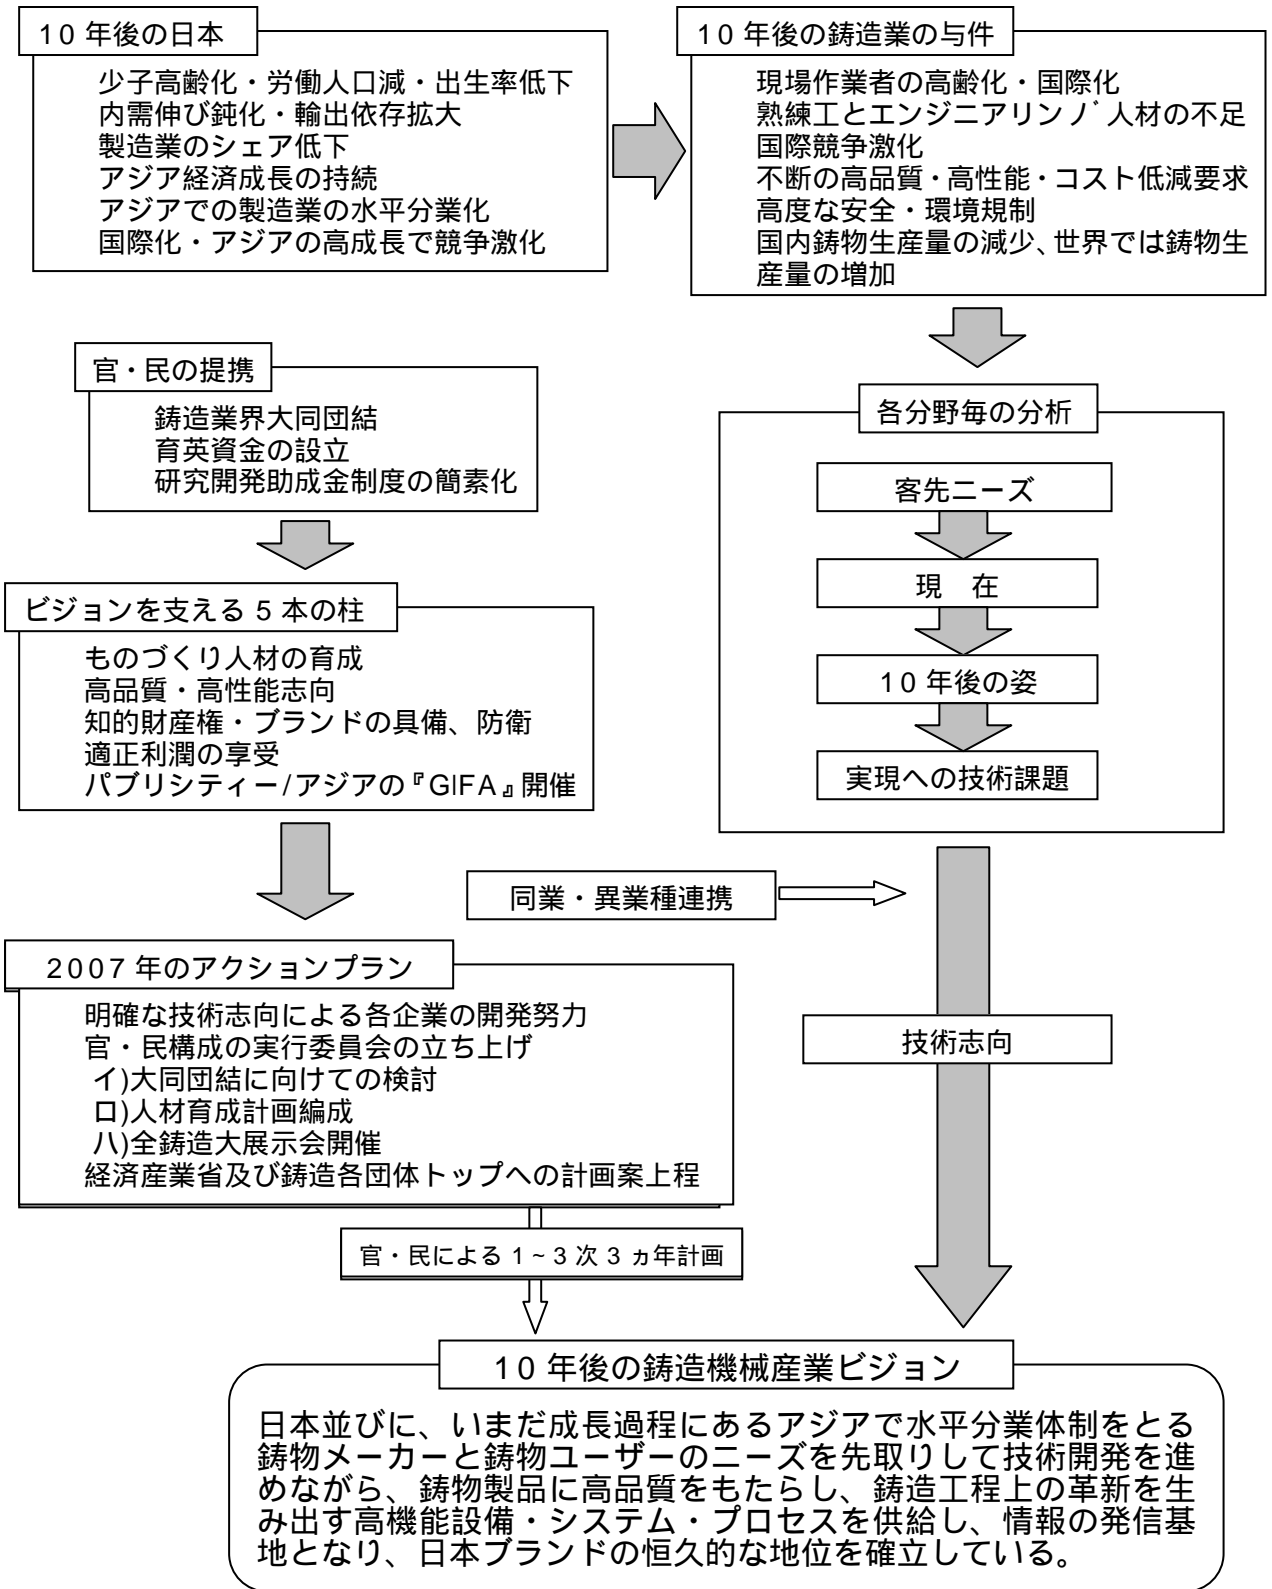 10年後の日本
少子高齢化・労働人口減・出生率低下
内需伸び鈍化・輸出依存拡大
製造業のシェア低下
アジア経済成長の持続
アジアでの製造業の水平分業化
国際化・アジアの高成長で競争激化
10年後の鋳造業の与件
現場作業者の高齢化・国際化
熟練工とエンジニアリンノ゛人材の不足
国際競争激化
不断の高品質・高性能・コスト低減要求
高度な安全・環境規制
国内鋳物生産量の減少、世界では鋳物生
産量の増加
官・民の提携
鋳造業界大同団結
育英資金の設立
研究開発助成金制度の簡素化
各分野毎の分析
客先ニーズ
現　在
10年後の姿
実現への技術課題
ビジョンを支える5本の柱
ものづくり人材の育成
高品質・高性能志向
知的財産権・ブランドの具備、防衛
適正利潤の享受
パブリシティー/アジアの『GIFA』開催
同業・異業種連携
2007年のアクションプラン
明確な技術志向による各企業の開発努力
官・民構成の実行委員会の立ち上げ
イ)大同団結に向けての検討
ロ)人材育成計画編成
ハ)全鋳造大展示会開催
経済産業省及び鋳造各団体トップへの計画案上程
技術志向
官・民による1~3次3ヵ年計画
10年後の鋳造機械産業ビジョン
日本並びに、いまだ成長過程にあるアジアで水平分業体制をとる
鋳物メーカーと鋳物ユーザーのニーズを先取りして技術開発を進
めながら、鋳物製品に高品質をもたらし、鋳造工程上の革新を生
み出す高機能設備・システム・プロセスを供給し、情報の発信基
地となり、日本ブランドの恒久的な地位を確立している。